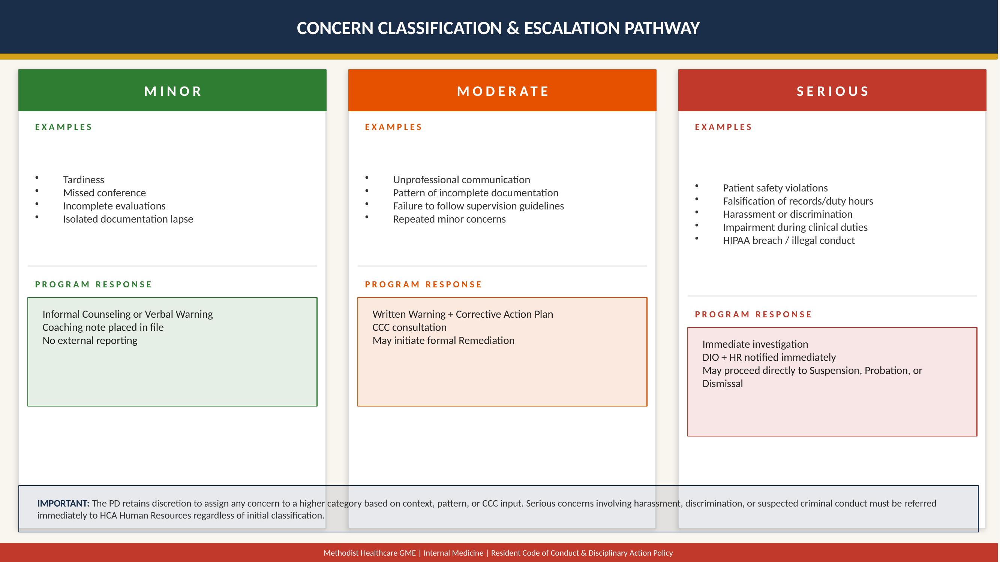 CONCERN CLASSIFICATION & ESCALATION PATHWAY
MINOR
EXAMPLES
• Tardiness
• Missed conference
• Incomplete evaluations
• Isolated documentation lapse
PROGRAM RESPONSE
Informal Counseling or Verbal Warning
Coaching note placed in file
No external reporting
MODERATE
EXAMPLES
• Unprofessional communication
• Pattern of incomplete documentation
• Failure to follow supervision guidelines
• Repeated minor concerns
PROGRAM RESPONSE
Written Warning + Corrective Action Plan
CCC consultation
May initiate formal Remediation
SERIOUS
EXAMPLES
• Patient safety violations
• Falsification of records/duty hours
• Harassment or discrimination
• Impairment during clinical duties
• HIPAA breach / illegal conduct
PROGRAM RESPONSE
Immediate investigation
DIO + HR notified immediately
May proceed directly to Suspension, Probation, or
Dismissal
IMPORTANT: The PD retains discretion to assign any concern to a higher category based on context, pattern, or CCC input. Serious concerns involving harassment, discrimination, or suspected criminal conduct must be referred
immediately to HCA Human Resources regardless of initial classification.
Methodist Healthcare GME | Internal Medicine | Resident Code of Conduct & Disciplinary Action Policy